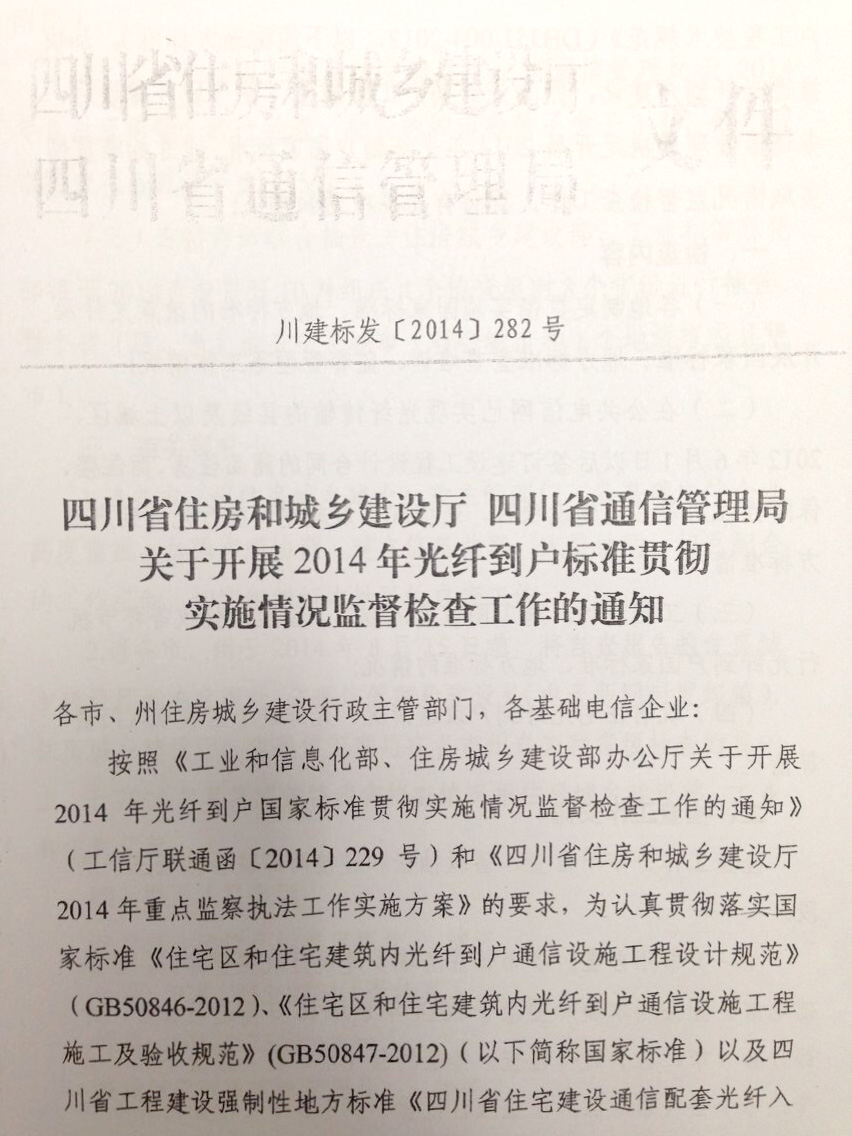 四川省住房和城乡建设厅
文件
四川省通信管理局
川建标发〔2014〕282 号
四川省住房和城乡建设厅 四川省通信管理局
关于开展 2014 年光纤到户标准贯彻
实施情况监督检查工作的通知
各市、州住房城乡建设行政主管部门，各基础电信企业：
按照《工业和信息化部、住房城乡建设部办公厅关于开展
2014 年光纤到户国家标准贯彻实施情况监督检查工作的通知》
（工信厅联通函〔2014〕229 号）和《四川省住房和城乡建设厅
2014 年重点监察执法工作实施方案》的要求，为认真贯彻落实国
家标准《住宅区和住宅建筑内光纤到户通信设施工程设计规范》
（GB50846-2012）、《住宅区和住宅建筑内光纤到户通信设施工程
施工及验收规范》(GB50847-2012)（以下简称国家标准）以及四
川省工程建设强制性地方标准《四川省住宅建设通信配套光纤入